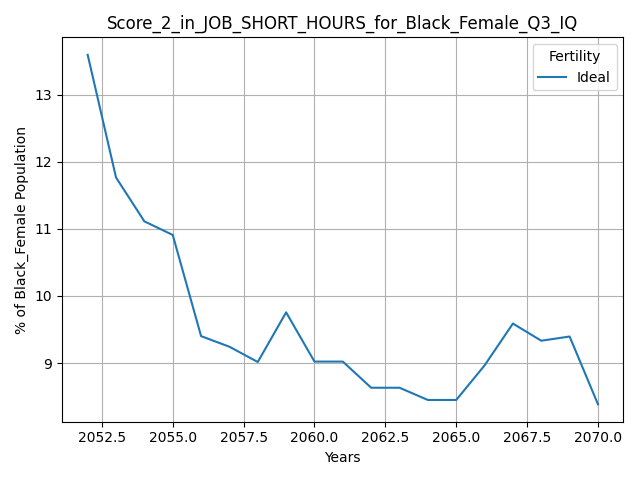 Score_2_in_JOB_SHORT_HOURS_for_Black_Female_Q3_IQ
Fertility
Ideal
% of Black_Female Population
13
12
11
10
9
2052.5 2055.0 2057.5 2060.0 2062.5 2065.0 2067.5 2070.0
Years